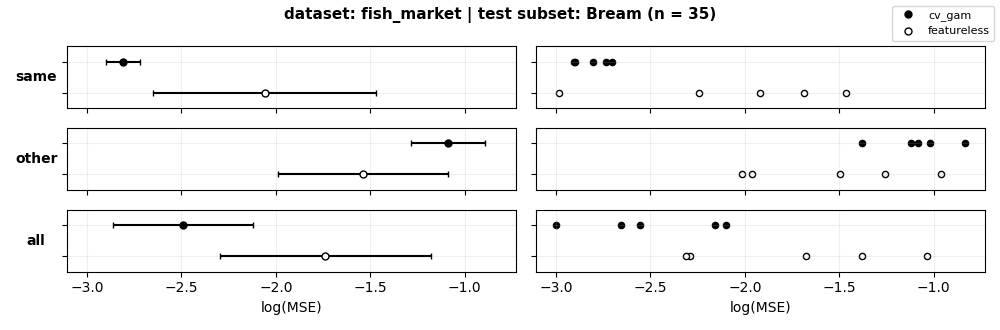 dataset: fish_market | test subset: Bream (n = 35)
cv_gam
featureless
same
other
all
−3.0 −2.5 −2.0 −1.5 −1.0
−3.0 −2.5 −2.0 −1.5 −1.0
log(MSE)
log(MSE)